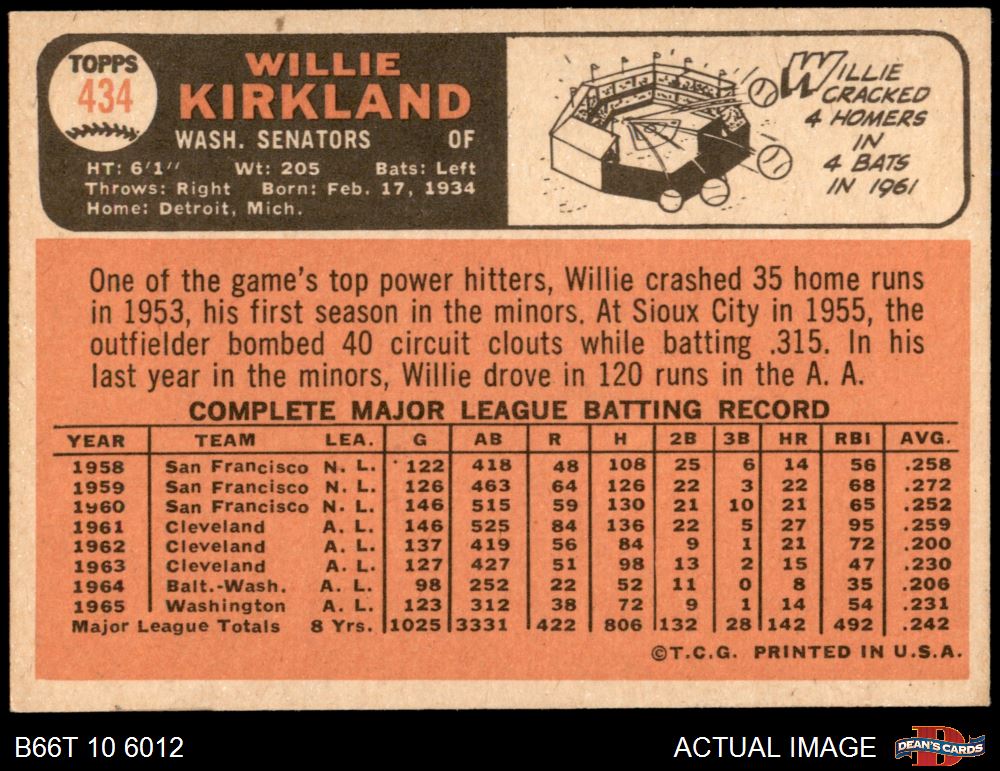 TOPPS
434
WILLIE
KIRKLAND
WASH. SENATORS OF
HT: 6'1" Wt: 205 Bats: Left
Throws: Right Born: Feb. 17, 1934
Home: Detroit, Mich.
WILLIE
CRACKED
4 HOMERS
IN
4 BATS
IN 1961
One of the game's top power hitters, Willie crashed 35 home runs
in 1953, his first season in the minors. At Sioux City in 1955, the
outfielder bombed 40 circuit clouts while batting .315. In his
last year in the minors, Willie drove in 120 runs in the A. A.
COMPLETE MAJOR LEAGUE BATTING RECORD
YEAR TEAM LEA. G AB R H 2B 3B HR RBI AVG.
1958 San Francisco N. L. 122 418 48 108 25 6 14 56 .258
1959 San Francisco N. L. 126 463 64 126 22 3 22 68 .272
1960 San Francisco N. L. 146 515 59 130 21 10 21 65 .252
1961 Cleveland A. L. 146 525 84 136 22 5 27 95 .259
1962 Cleveland A. L. 137 419 56 84 9 1 21 72 .200
1963 Cleveland A. L. 127 427 51 98 13 2 15 47 .230
1964 Balt.-Wash. A. L. 98 252 22 52 11 0 8 35 .206
1965 Washington A. L. 123 312 38 72 9 1 14 54 .231
Major League Totals 8 Yrs. 1025 3331 422 806 132 28 142 492 .242
©T.C.G. PRINTED IN U.S.A.
B66T 10 6012
ACTUAL IMAGE
D
DEAN'S CARDS